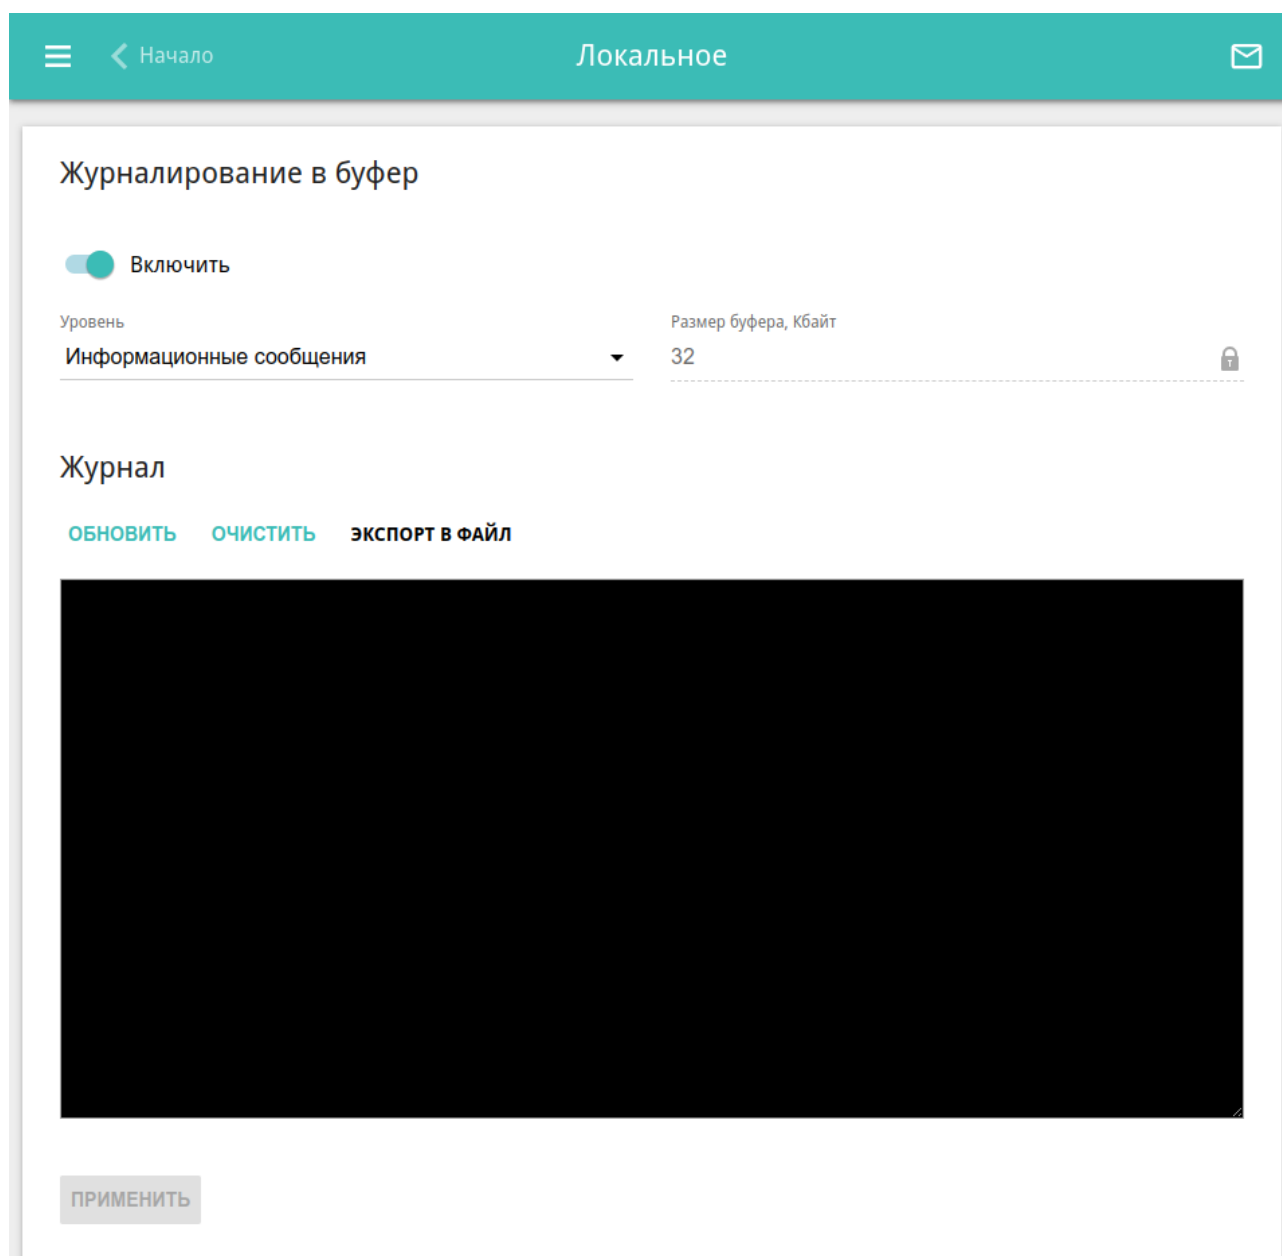 Начало
Локальное
Журналирование в буфер
Включить
Уровень
Размер буфера, Кбайт
Информационные сообщения
32
Журнал
ОБНОВИТЬ ОЧИСТИТЬ ЭКСПОРТ В ФАЙЛ
ПРИМЕНИТЬ